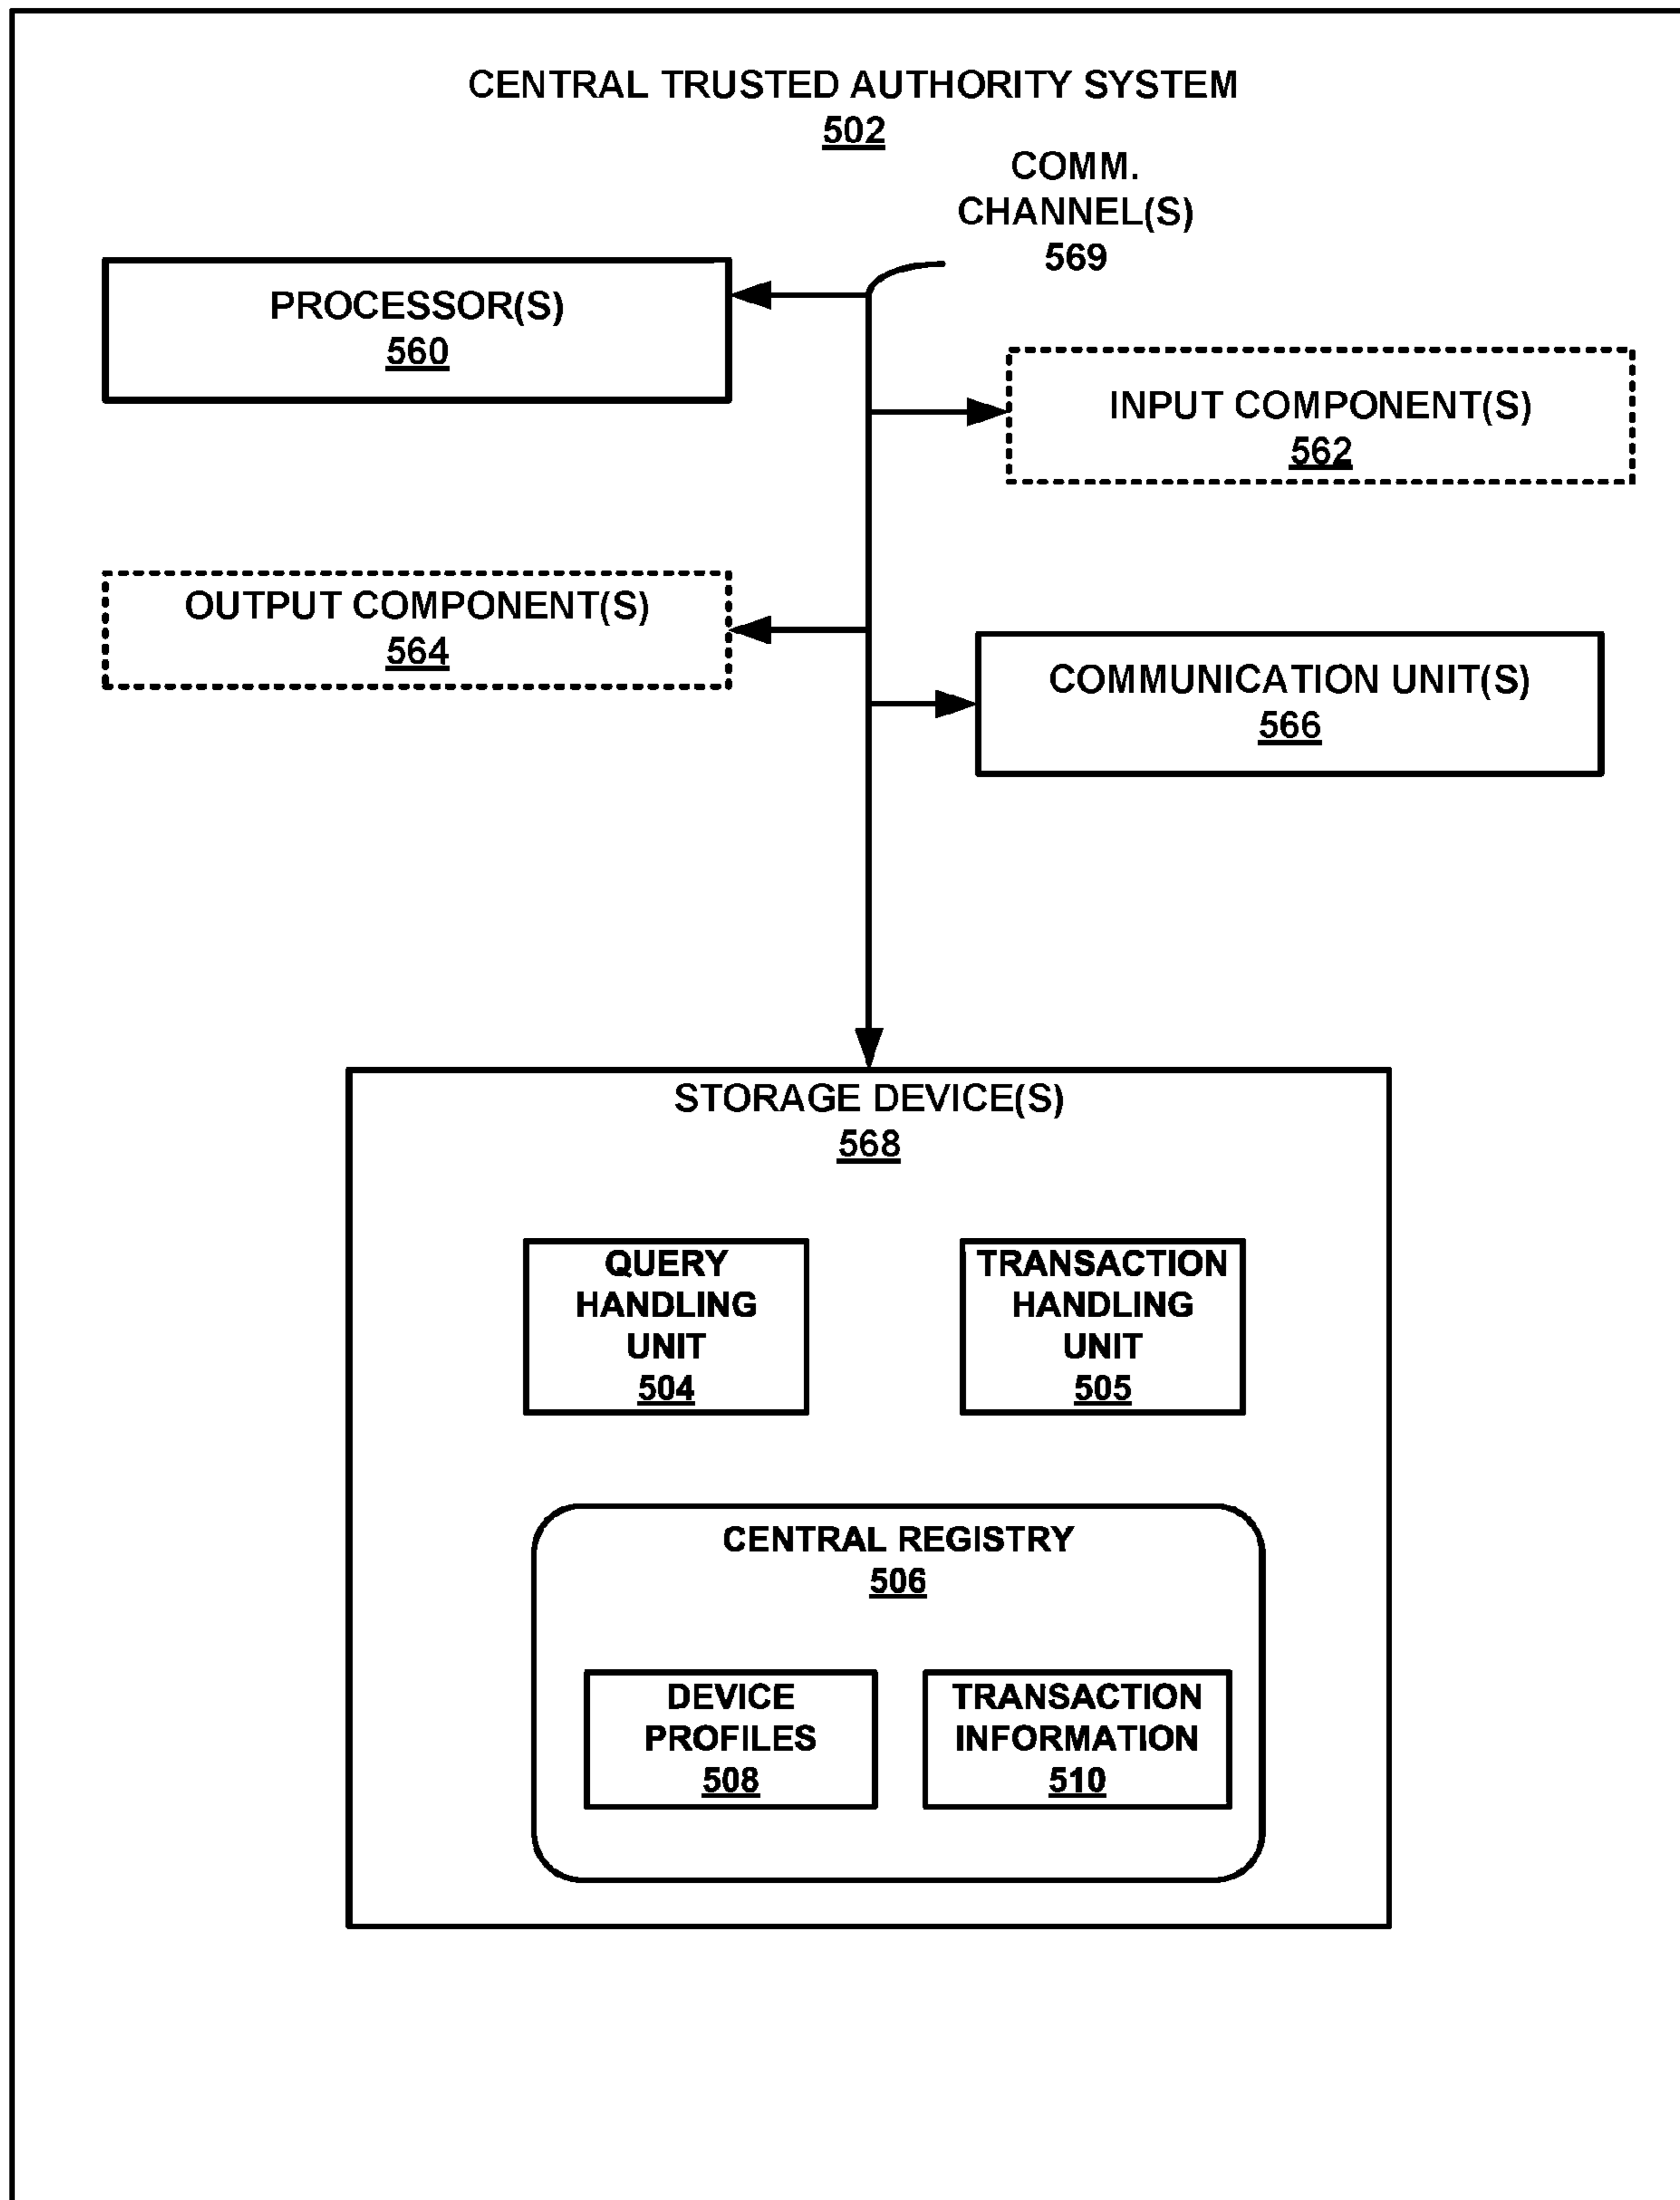 CENTRAL TRUSTED AUTHORITY SYSTEM
502
COMM.
CHANNEL(S)
569
PROCESSOR(S)
560
INPUT COMPONENT(S)
562
OUTPUT COMPONENT(S)
564
COMMUNICATION UNIT(S)
566
STORAGE DEVICE(S)
568
QUERY
HANDLING
UNIT
504
TRANSACTION
HANDLING
UNIT
505
CENTRAL REGISTRY
506
DEVICE
PROFILES
508
TRANSACTION
INFORMATION
510